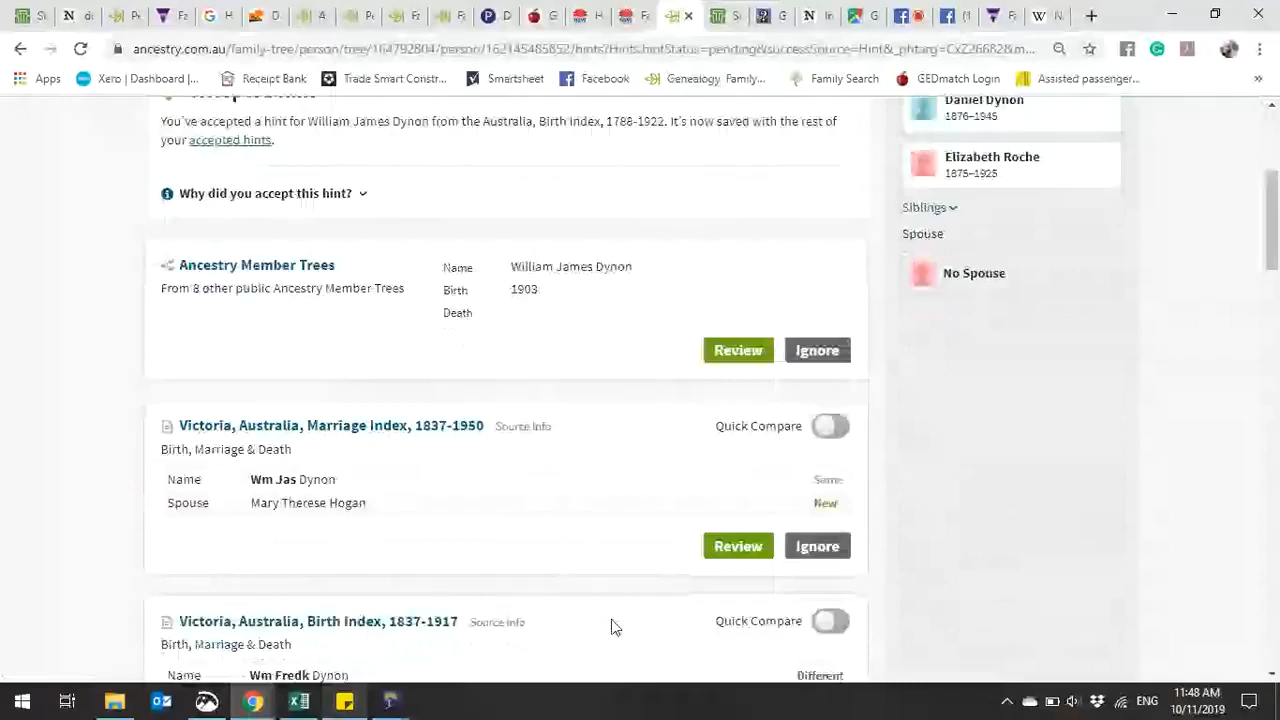 ancestry.com.au/family-tree/person/tree/164792804/person/162145485852/hints?hints.hintStatus=pending&successSource=Hint&_phtarg=CxZ26682&m...
Apps
Xero | Dashboard |...
Receipt Bank
Trade Smart Constr...
Smartsheet
Facebook
Genealogy, Family...
Family Search
GEDmatch Login
Assisted passenger...
»
You've accepted a hint for William James Dynon from the Australia, Birth Index, 1788-1922. It's now saved with the rest of
your accepted hints.
Why did you accept this hint?
Ancestry Member Trees
From 8 other public Ancestry Member Trees
Name William James Dynon
Birth 1903
Death
Review Ignore
Victoria, Australia, Marriage Index, 1837-1950 Source Info
Quick Compare
Birth, Marriage & Death
Name Wm Jas Dynon Same
Spouse Mary Therese Hogan New
Review Ignore
Victoria, Australia, Birth Index, 1837-1917 Source Info
Quick Compare
Birth, Marriage & Death
Name Wm Fredk Dynon Different
Daniel Dynon
1876–1945
Elizabeth Roche
1875–1925
Siblings
Spouse
No Spouse
ENG
11:48 AM
10/11/2019